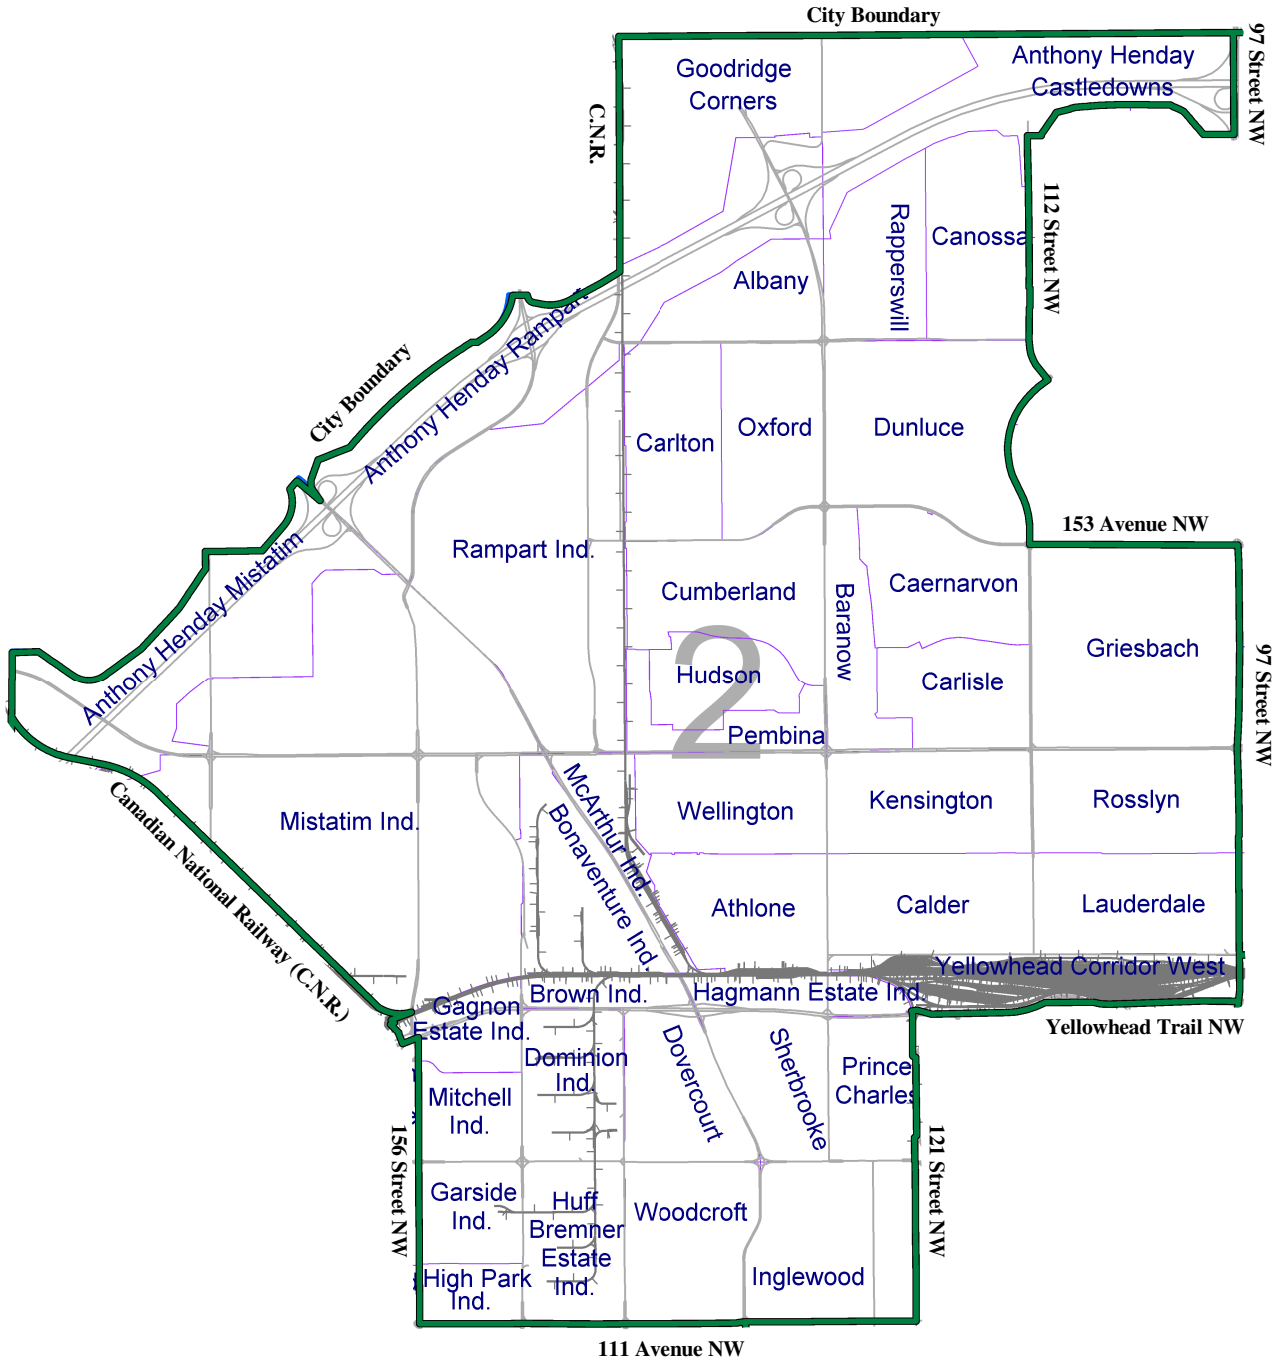 City Boundary
97 Street NW
Anthony Henday
Castledowns
Goodridge
Corners
C.N.R.
112 Street NW
Rapperswill
Canossa
Albany
Anthony Henday Rampart
City Boundary
Carlton
Oxford
Dunluce
153 Avenue NW
Rampart Ind.
Anthony Henday Mistatim
Cumberland
Baranow
Caernarvon
Griesbach
97 Street NW
2
Hudson
Carlisle
Pembina
Canadian National Railway (C.N.R.)
Mistatim Ind.
McArthur Ind.
Bonaventure Ind.
Wellington
Kensington
Rosslyn
Athlone
Calder
Lauderdale
Yellowhead Corridor West
Gagnon
Estate Ind.
Brown Ind.
Hagmann Estate Ind.
Yellowhead Trail NW
Dominion
Ind.
Dovercourt
Sherbrooke
Prince
Charles
Mitchell
Ind.
156 Street NW
121 Street NW
Garside
Ind.
Huff
Bremner
Estate
Ind.
Woodcroft
High Park
Ind.
Inglewood
111 Avenue NW